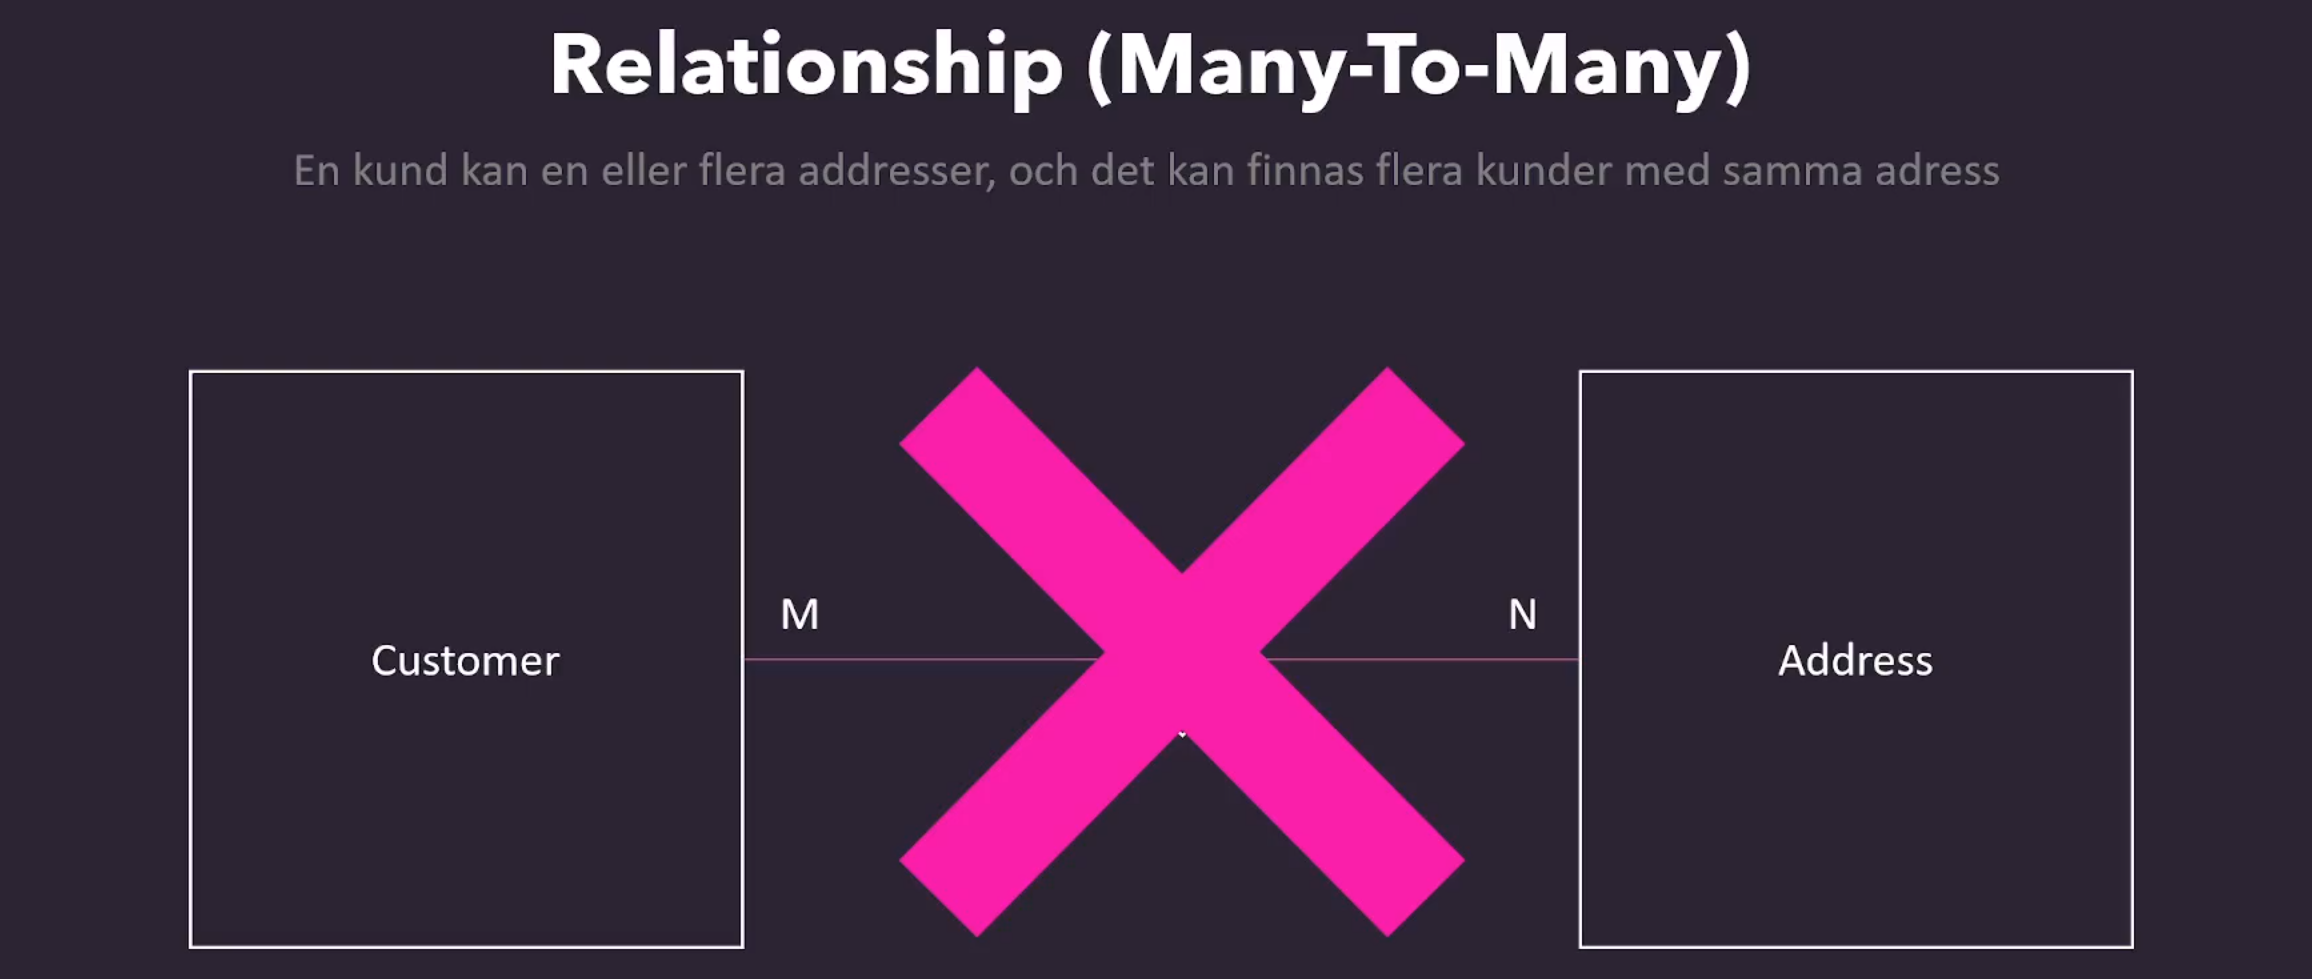 Relationship (Many-To-Many)
En kund kan en eller flera addresser, och det kan finnas flera kunder med samma adress
M
N
Customer
Address